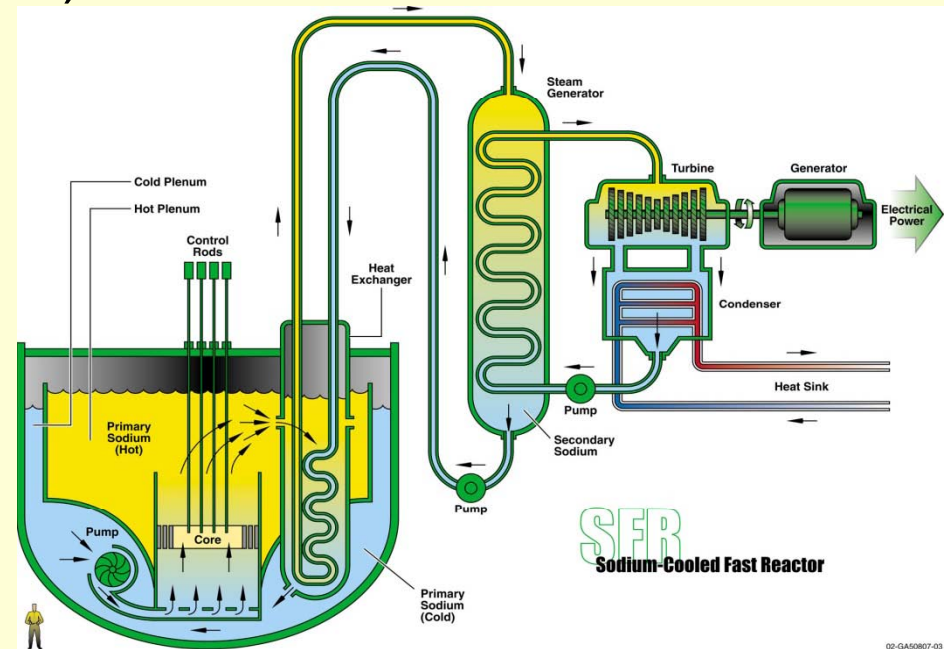 Steam
Generator
Cold Plenum
Hot Plenum
Control
Rods
Heat
Exchanger
Turbine
Generator
Electrical
Power
Condenser
Heat Sink
Pump
Secondary
Sodium
Pump
Primary
Sodium
(Hot)
Pump
Core
Primary
Sodium
(Cold)
SFR
Sodium-Cooled Fast Reactor
02-GA50807-03